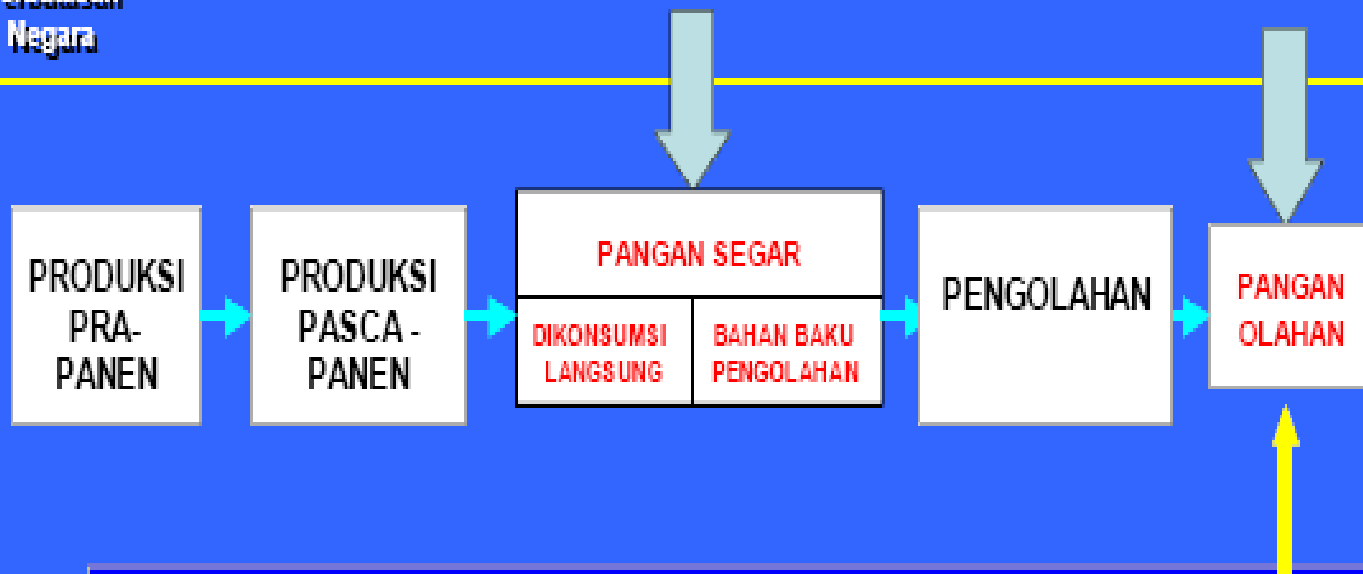 Negara
PRODUKSI
PRA-
PANEN
PRODUKSI
PASCA -
PANEN
PANGAN SEGAR
DIKONSUMSI
LANGSUNG
BAHAN BAKU
PENGOLAHAN
PENGOLAHAN
PANGAN
OLAHAN